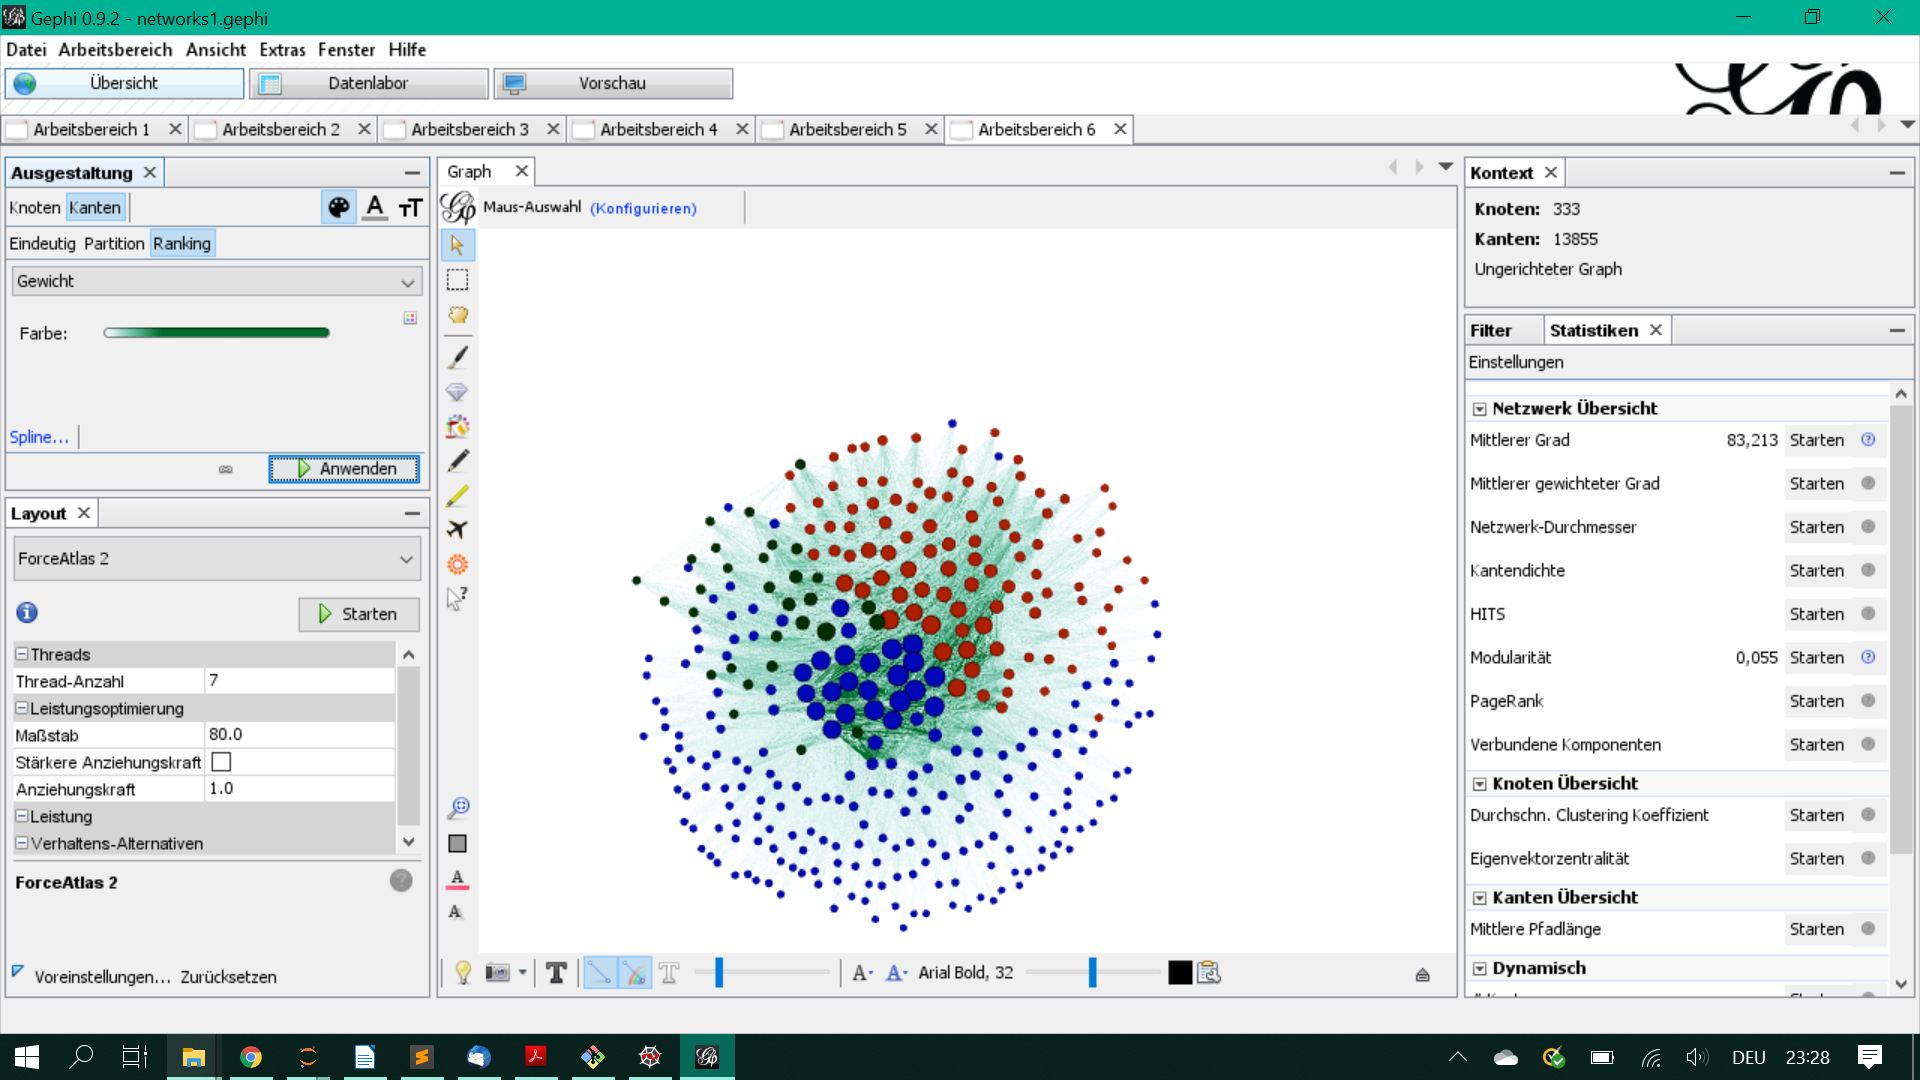 Gephi 0.9.2 - networks1.gephi
Datei Arbeitsbereich Ansicht Extras Fenster Hilfe
Übersicht Datenlabor Vorschau
Arbeitsbereich 1 Arbeitsbereich 2 Arbeitsbereich 3 Arbeitsbereich 4 Arbeitsbereich 5 Arbeitsbereich 6
Ausgestaltung
Knoten Kanten
Eindeutig Partition Ranking
Gewicht
Farbe:
Spline...
Anwenden
Layout
ForceAtlas 2
Starten
Threads
Thread-Anzahl 7
Leistungsoptimierung
Maßstab 80.0
Stärkere Anziehungskraft
Anziehungskraft 1.0
Leistung
Verhaltens-Alternativen
ForceAtlas 2
Voreinstellungen... Zurücksetzen
Graph
Maus-Auswahl (Konfigurieren)
Arial Bold, 32
Kontext
Knoten: 333
Kanten: 13855
Ungerichteter Graph
Filter Statistiken
Einstellungen
Netzwerk Übersicht
Mittlerer Grad 83,213 Starten
Mittlerer gewichteter Grad Starten
Netzwerk-Durchmesser Starten
Kantendichte Starten
HITS Starten
Modularität 0,055 Starten
PageRank Starten
Verbundene Komponenten Starten
Knoten Übersicht
Durchschn. Clustering Koeffizient Starten
Eigenvektorzentralität Starten
Kanten Übersicht
Mittlere Pfadlänge Starten
Dynamisch
DEU 23:28